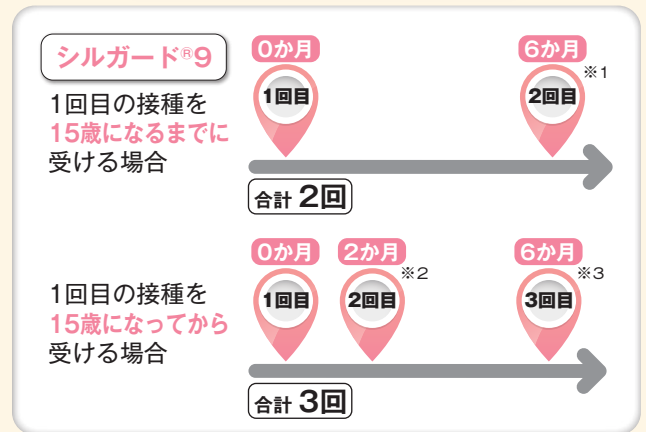 シルガード®9
1回目の接種を
15歳になるまでに
受ける場合
0か月
6か月
1回目
2回目
※1
合計 2回
1回目の接種を
15歳になってから
受ける場合
0か月
2か月
6か月
1回目
2回目
※2
3回目
※3
合計 3回